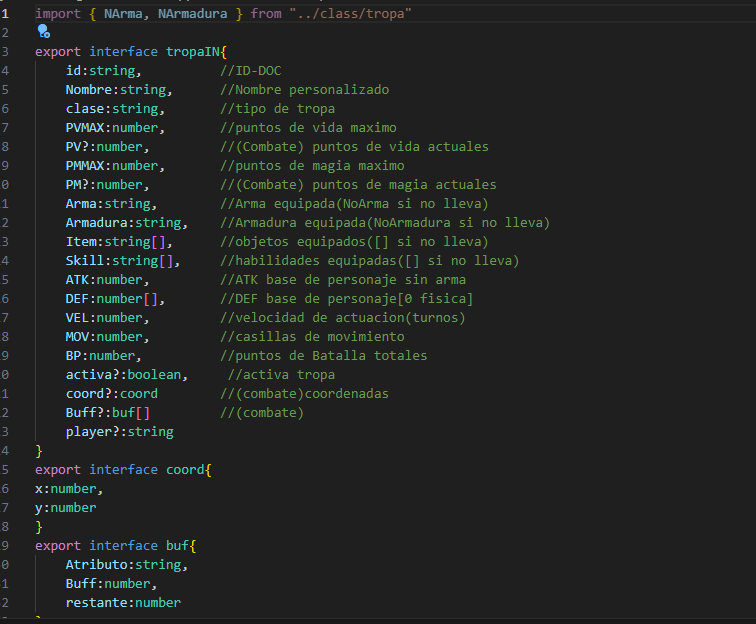 1 import { NArma, NArmadura } from "../class/tropa"
2
3 export interface tropaIN{
4 id:string, //ID-DOC
5 Nombre:string, //Nombre personalizado
6 clase:string, //tipo de tropa
7 PVMAX:number, //puntos de vida maximo
8 PV?:number, //(Combate) puntos de vida actuales
9 PMMAX:number, //puntos de magia maximo
0 PM?:number, //(Combate) puntos de magia actuales
1 Arma:string, //Arma equipada(NoArma si no lleva)
2 Armadura:string, //Armadura equipada(NoArmadura si no lleva)
3 Item:string[], //objetos equipados([] si no lleva)
4 Skill:string[], //habilidades equipadas([] si no lleva)
5 ATK:number, //ATK base de personaje sin arma
6 DEF:number[], //DEF base de personaje[0 fisica]
7 VEL:number, //velocidad de actuacion(turnos)
8 MOV:number, //casillas de movimiento
9 BP:number, //puntos de Batalla totales
0 activa?:boolean, //activa tropa
1 coord?:coord //(combate)coordenadas
2 Buff?:buf[] //(combate)
3 player?:string
4 }
5 export interface coord{
6 x:number,
7 y:number
8 }
9 export interface buf{
0 Atributo:string,
1 Buff:number,
2 restante:number